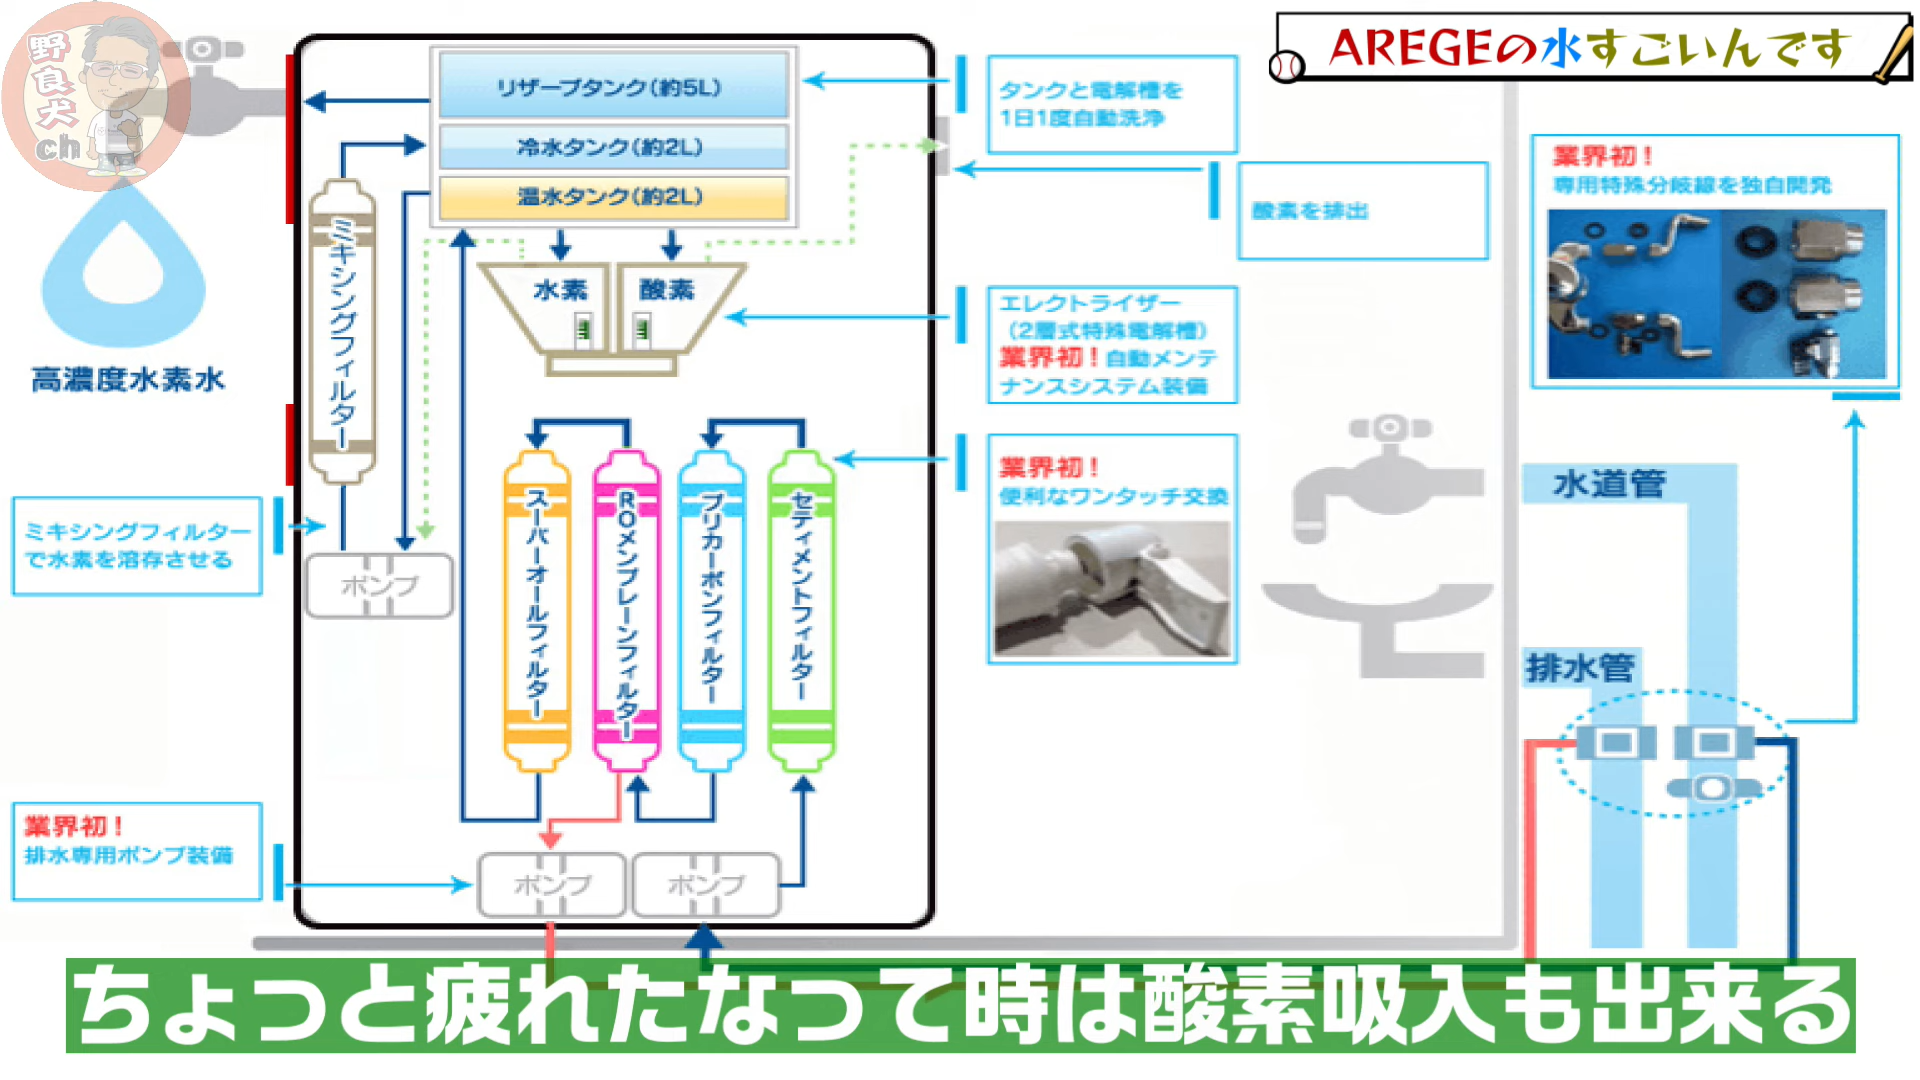 野良犬ch
AREGEの水すごいんです
リザーブタンク(約5L)
冷水タンク(約2L)
温水タンク(約2L)
タンクと電解槽を
1日1度自動洗浄
酸素を排出
業界初!
専用特殊分岐線を独自開発
水素
酸素
エレクトライザー
(2層式特殊電解槽)
業界初!自動メンテ
ナンスシステム装備
ミキシングフィルター
高濃度水素水
業界初!
便利なワンタッチ交換
スーパーオールフィルター
ROメンブレーンフィルター
プリカーボンフィルター
セディメントフィルター
水道管
排水管
ミキシングフィルター
で水素を溶存させる
ポンプ
業界初!
排水専用ポンプ装備
ポンプ
ポンプ
ちょっと疲れたなって時は酸素吸入も出来る